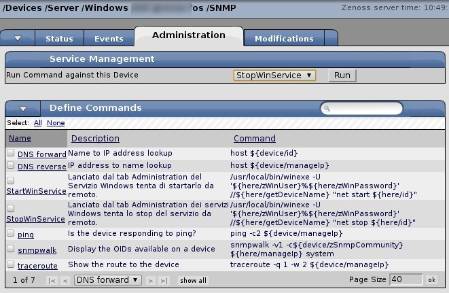 /Devices /Server /Windows os /SNMP
Zenoss server time: 10:49:
Status Events Administration Modifications
Service Management
Run Command against this Device StopWinService Run
Define Commands
Select: All None
Name Description Command
DNS forward Name to IP address lookup host ${device/id}
DNS reverse IP address to name lookup host ${device/manageIp}
StartWinService Lanciato dal tab Administration del
Servizio Windows tenta di startarlo da
remoto.
/usr/local/bin/winexe -U
'${here/zWinUser}%${here/zWinPassword}'
//${here/getDeviceName} "net start ${here/id}"
StopWinService Lanciato dal tab Administration dei servizi
Windows tenta lo stop del servizio da
remoto.
/usr/local/bin/winexe -U
'${here/zWinUser}%${here/zWinPassword}'
//${here/getDeviceName} "net stop ${here/id}"
ping Is the device responding to ping? ping -c2 ${device/manageIp}
snmpwalk Display the OIDs available on a device snmpwalk -v1 -c${device/zSnmpCommunity}
${here/manageIp} system
traceroute Show the route to the device traceroute -q 1 -w 2 ${device/manageIp}
1 of 7 DNS forward show all Page Size 40 ok